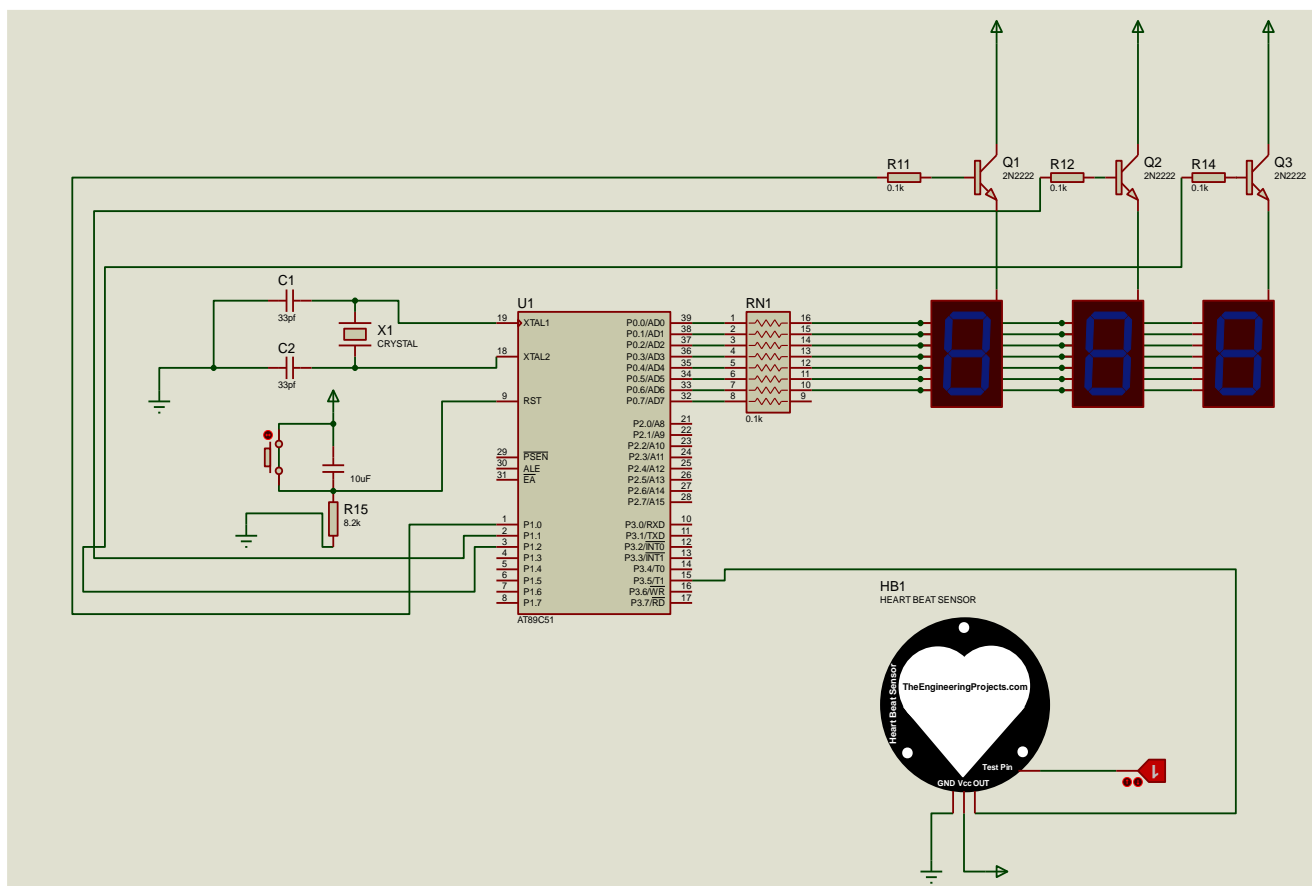 R11
0.1k
Q1
2N2222
R12
0.1k
Q2
2N2222
R14
0.1k
Q3
2N2222
C1
33pf
X1
CRYSTAL
C2
33pf
10uF
R15
8.2k
U1
19 XTAL1
18 XTAL2
9 RST
29 PSEN
30 ALE
31 EA
1 P1.0
2 P1.1
3 P1.2
4 P1.3
5 P1.4
6 P1.5
7 P1.6
8 P1.7
P0.0/AD0 39
P0.1/AD1 38
P0.2/AD2 37
P0.3/AD3 36
P0.4/AD4 35
P0.5/AD5 34
P0.6/AD6 33
P0.7/AD7 32
P2.0/A8 21
P2.1/A9 22
P2.2/A10 23
P2.3/A11 24
P2.4/A12 25
P2.5/A13 26
P2.6/A14 27
P2.7/A15 28
P3.0/RXD 10
P3.1/TXD 11
P3.2/INT0 12
P3.3/INT1 13
P3.4/T0 14
P3.5/T1 15
P3.6/WR 16
P3.7/RD 17
AT89C51
RN1
1 16
2 15
3 14
4 13
5 12
6 11
7 10
8 9
0.1k
8
8
8
HB1
HEART BEAT SENSOR
Heart Beat Sensor
TheEngineeringProjects.com
Test Pin
GND Vcc OUT
1